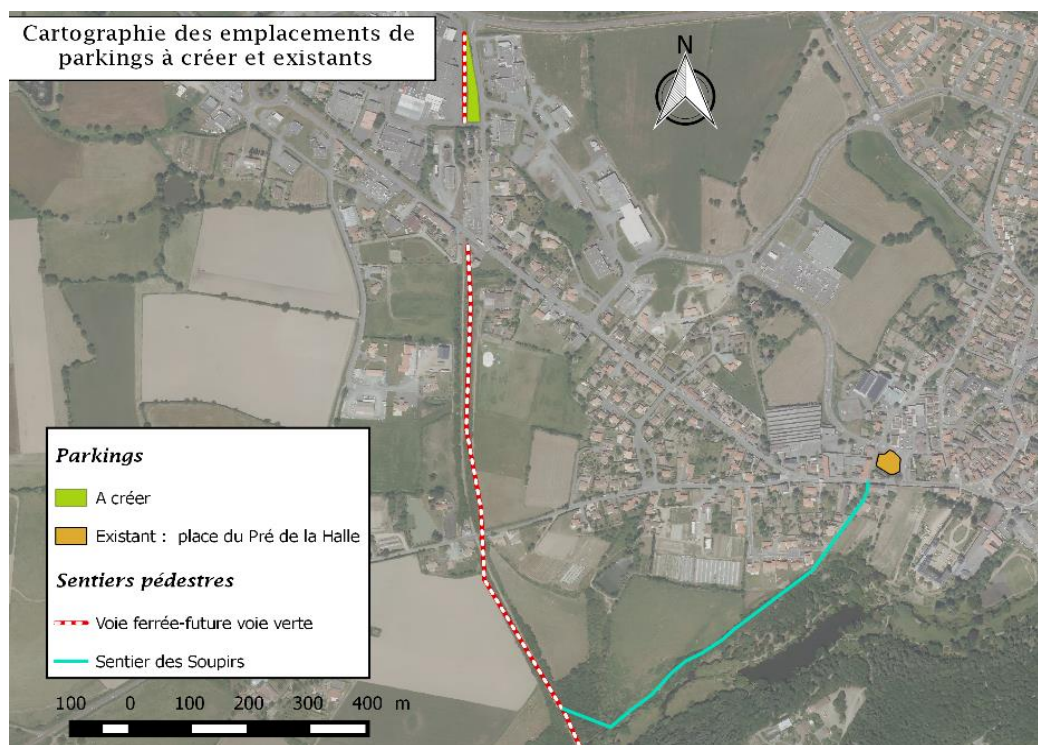 Cartographie des emplacements de
parkings à créer et existants
N
Parkings
A créer
Existant : place du Pré de la Halle
Sentiers pédestres
Voie ferrée-future voie verte
Sentier des Soupirs
100 0 100 200 300 400 m